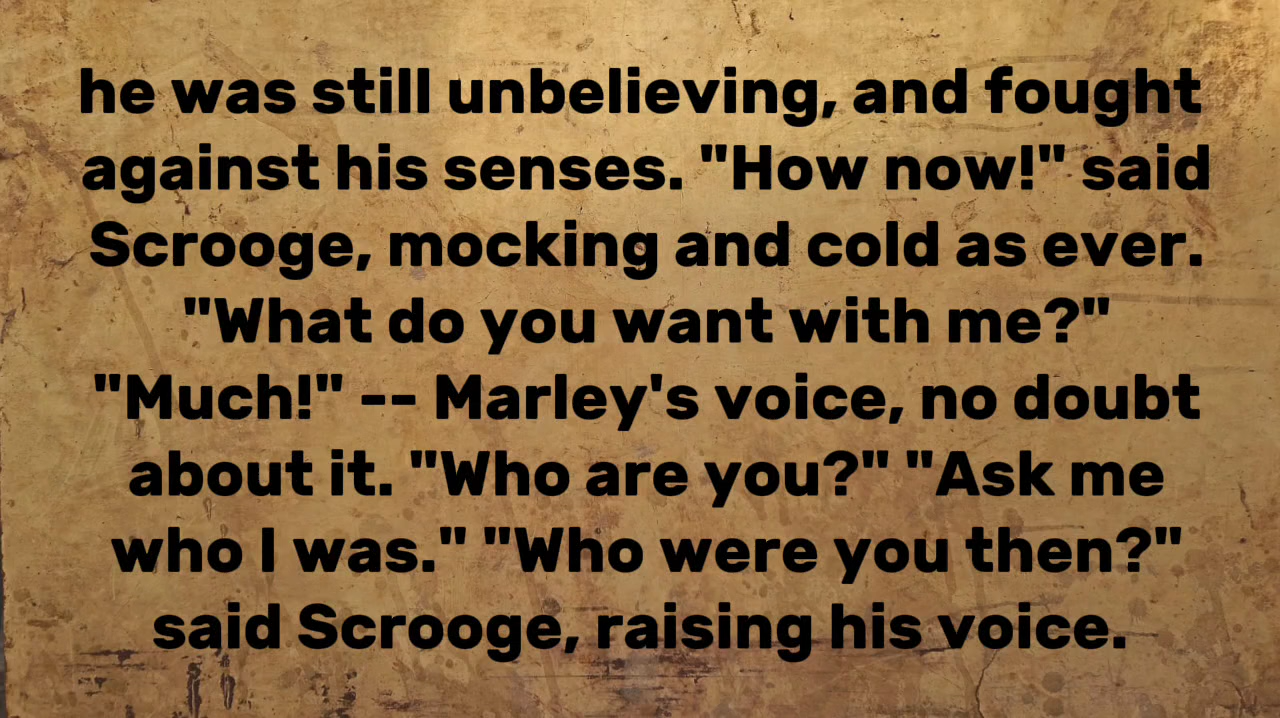 he was still unbelieving, and fought
against his senses. "How now!" said
Scrooge, mocking and cold as ever.
"What do you want with me?"
"Much!" -- Marley's voice, no doubt
about it. "Who are you?" "Ask me
who I was." "Who were you then?"
said Scrooge, raising his voice.